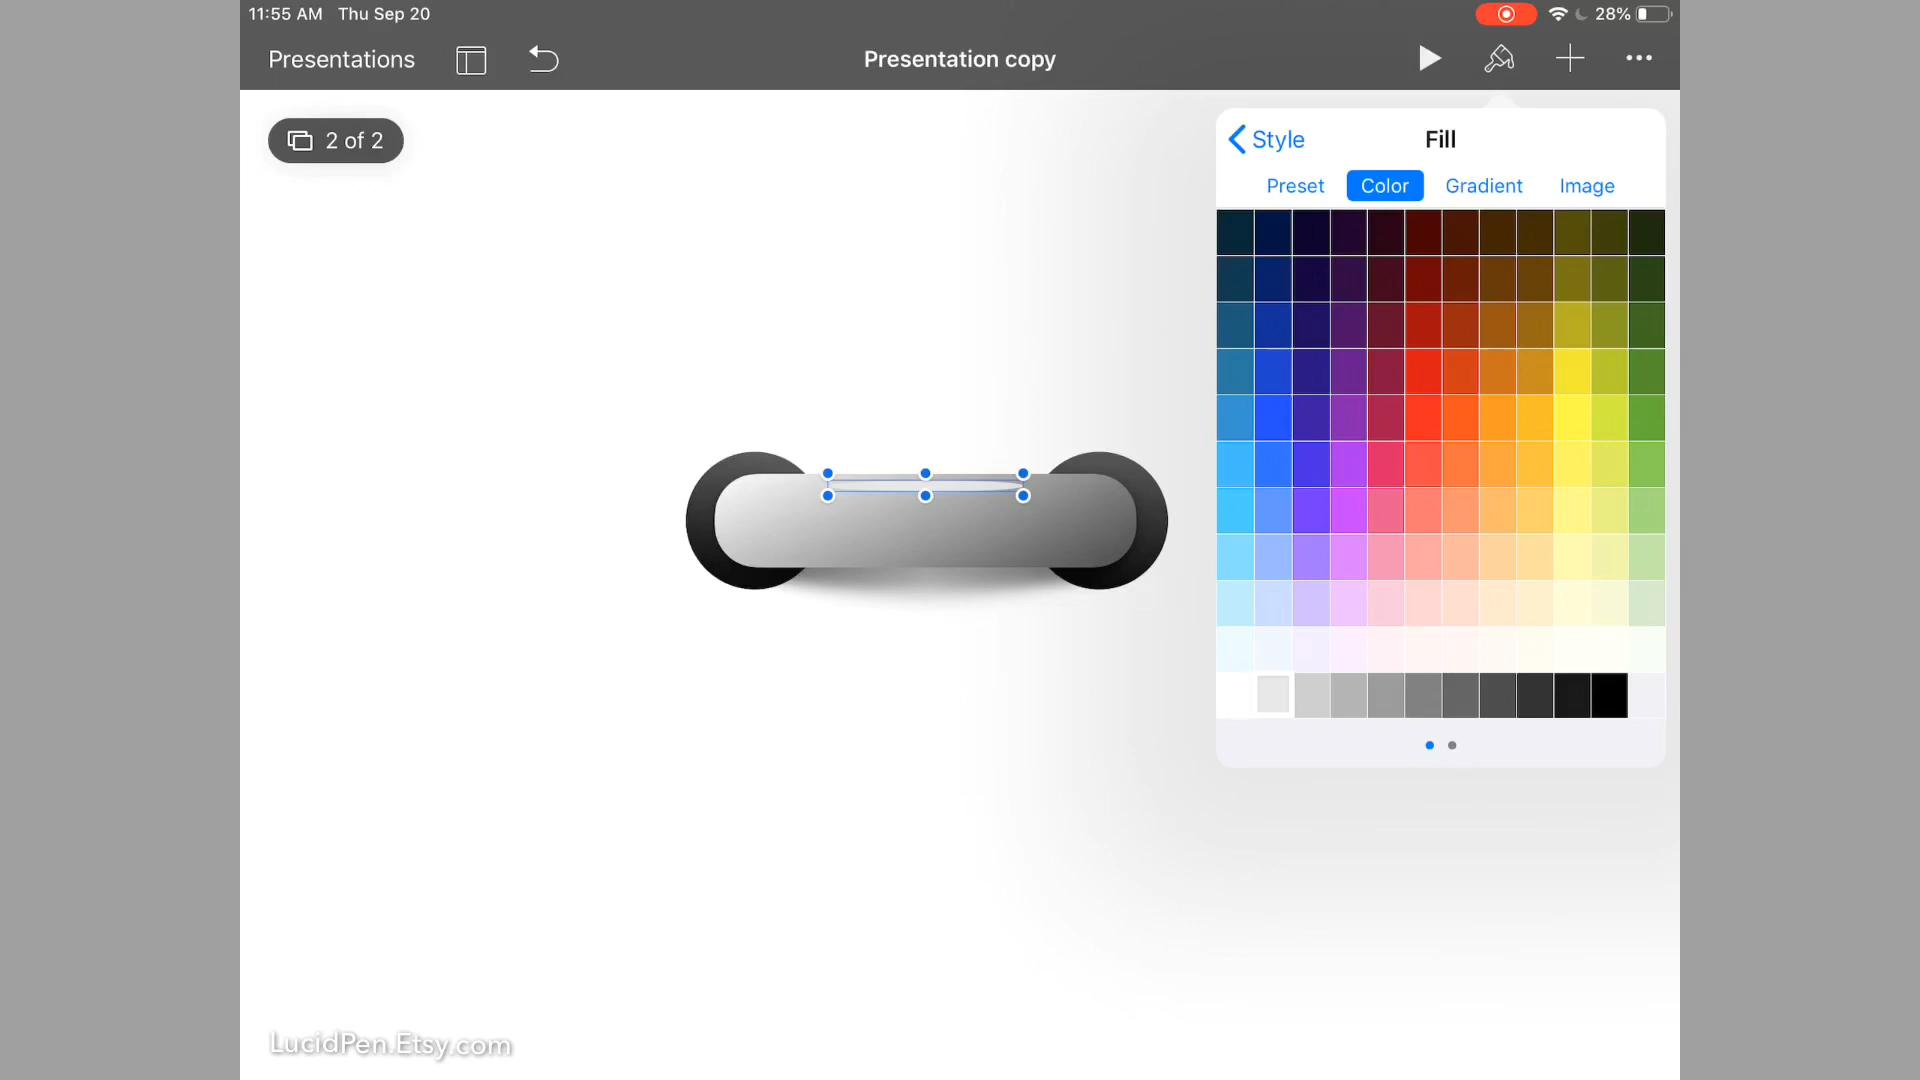 11:55 AM Thu Sep 20
28%
Presentations
Presentation copy
2 of 2
Style
Fill
Preset
Color
Gradient
Image
LucidPen.Etsy.com